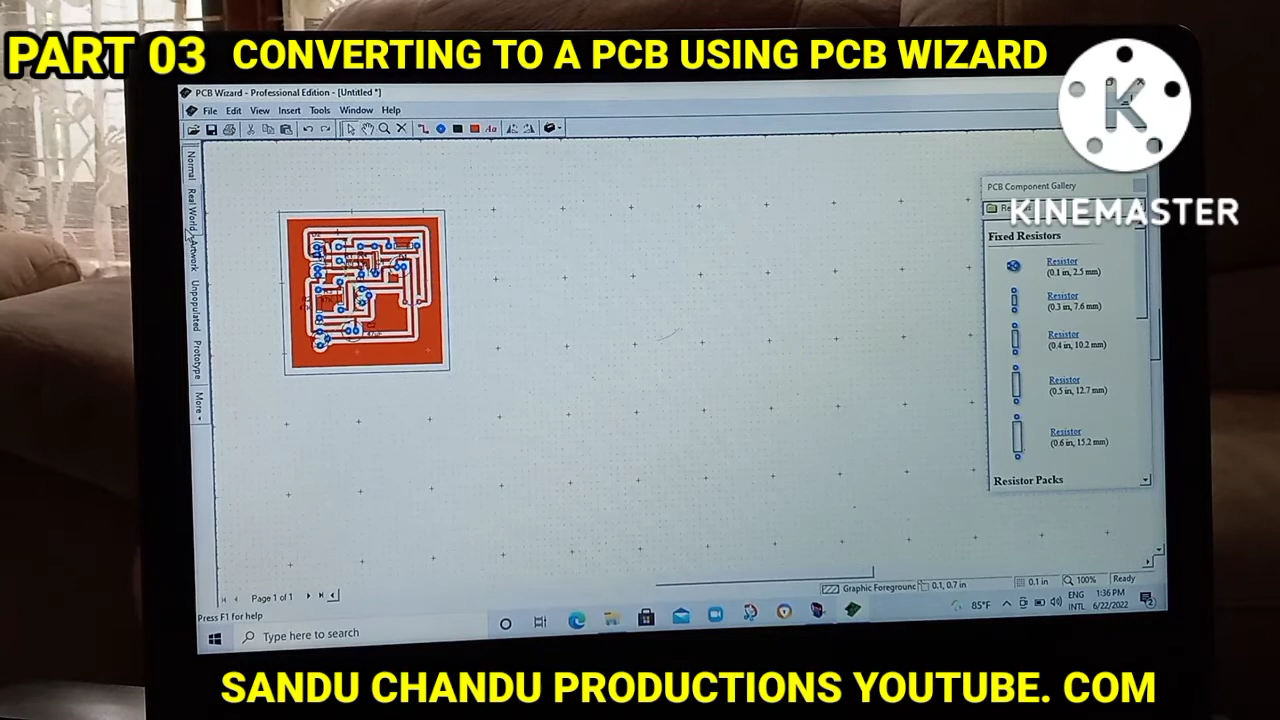 PART 03 CONVERTING TO A PCB USING PCB WIZARD
K
KINEMASTER
PCB Wizard - Professional Edition - [Untitled *]
File Edit View Insert Tools Window Help
Aa
Normal
Real World
Artwork
Unpopulated
Prototype
More
PCB Component Gallery
Fixed Resistors
Resistor
(0.1 in, 2.5 mm)
Resistor
(0.3 in, 7.6 mm)
Resistor
(0.4 in, 10.2 mm)
Resistor
(0.5 in, 12.7 mm)
Resistor
(0.6 in, 15.2 mm)
Resistor Packs
Page 1 of 1
Graphic Foreground 0.1, 0.7 in 0.1 in 100% Ready
Press F1 for help
Type here to search
85°F
ENG
INTL
1:36 PM
6/22/2022
2
SANDU CHANDU PRODUCTIONS YOUTUBE. COM